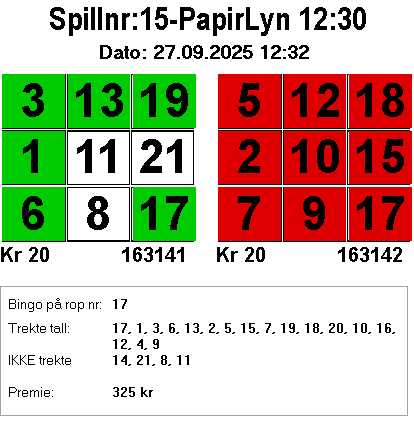 Spillnr:15-PapirLyn 12:30
Dato: 27.09.2025 12:32
3 13 19 5 12 18
1 11 21 2 10 15
6 8 17 7 9 17
Kr 20 163141 Kr 20 163142
Bingo på rop nr: 17
Trekte tall: 17, 1, 3, 6, 13, 2, 5, 15, 7, 19, 18, 20, 10, 16,
12, 4, 9
IKKE trekte 14, 21, 8, 11
Premie: 325 kr